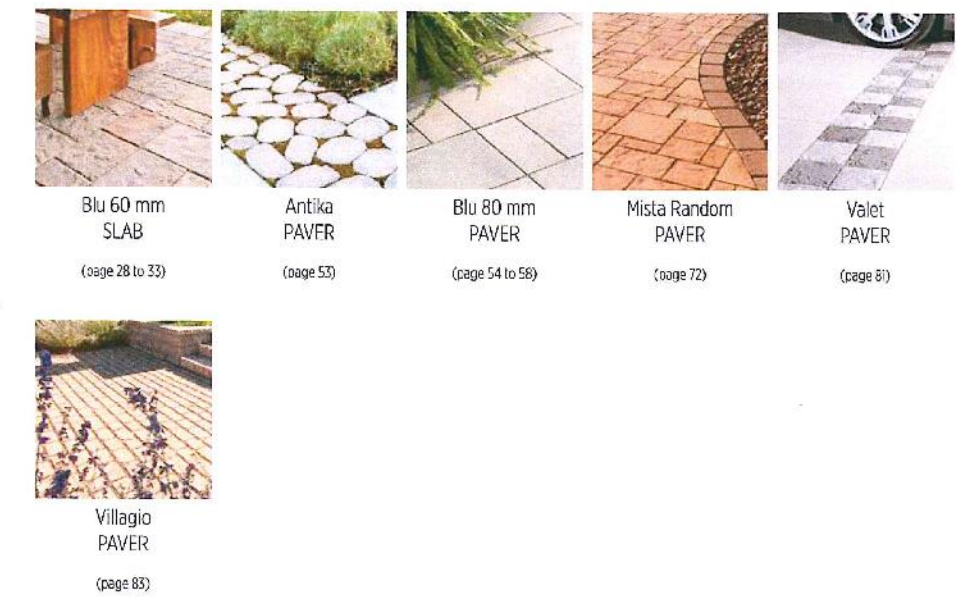 Blu 60 mm
SLAB
(page 28 to 33)
Antika
PAVER
(page 53)
Blu 80 mm
PAVER
(page 54 to 58)
Mista Random
PAVER
(page 72)
Valet
PAVER
(page 81)
Villagio
PAVER
(page 83)